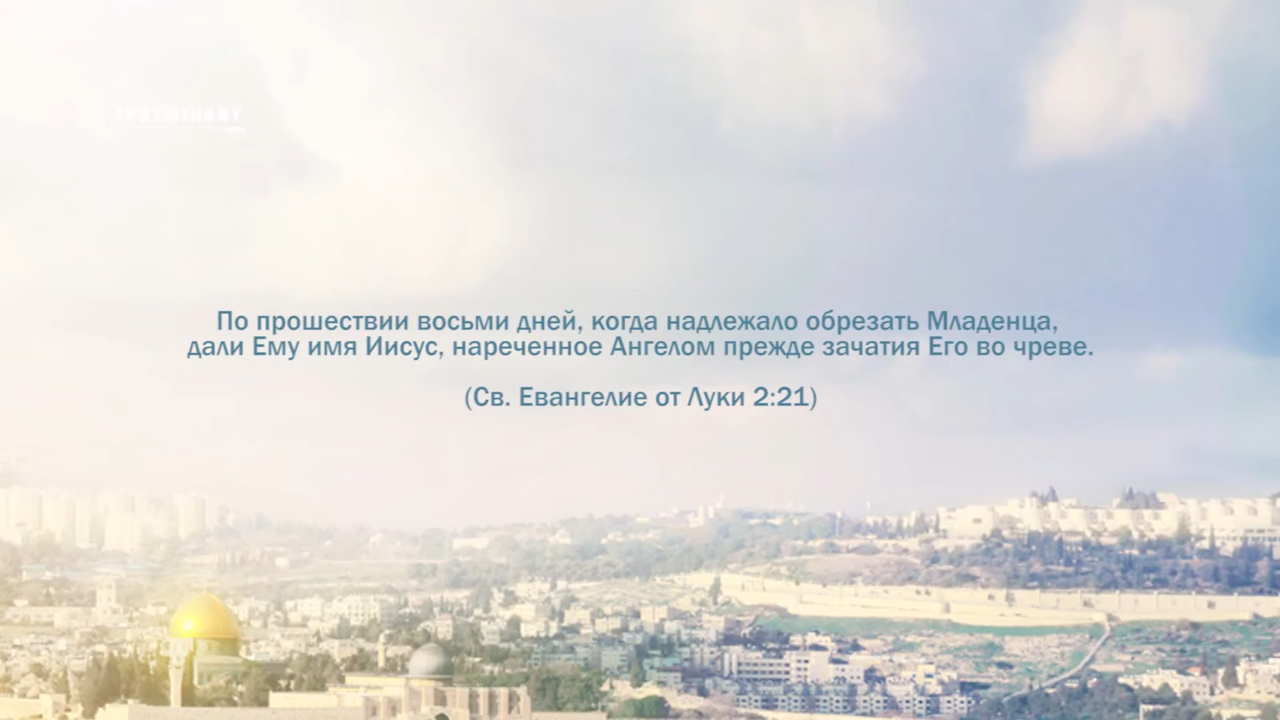 По прошествии восьми дней, когда надлежало обрезать Младенца,
дали Ему имя Иисус, нареченное Ангелом прежде зачатия Его во чреве.
(Св. Евангелие от Луки 2:21)